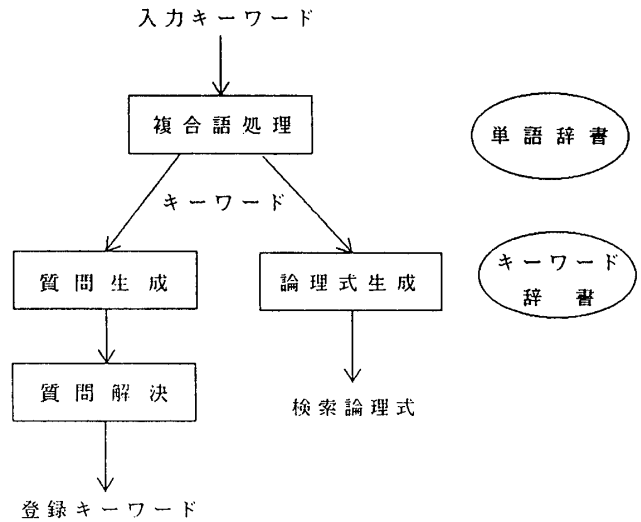 入力キーワード
複合語処理
単語辞書
キーワード
質問生成
論理式生成
キーワード
辞書
質問解決
検索論理式
登録キーワード